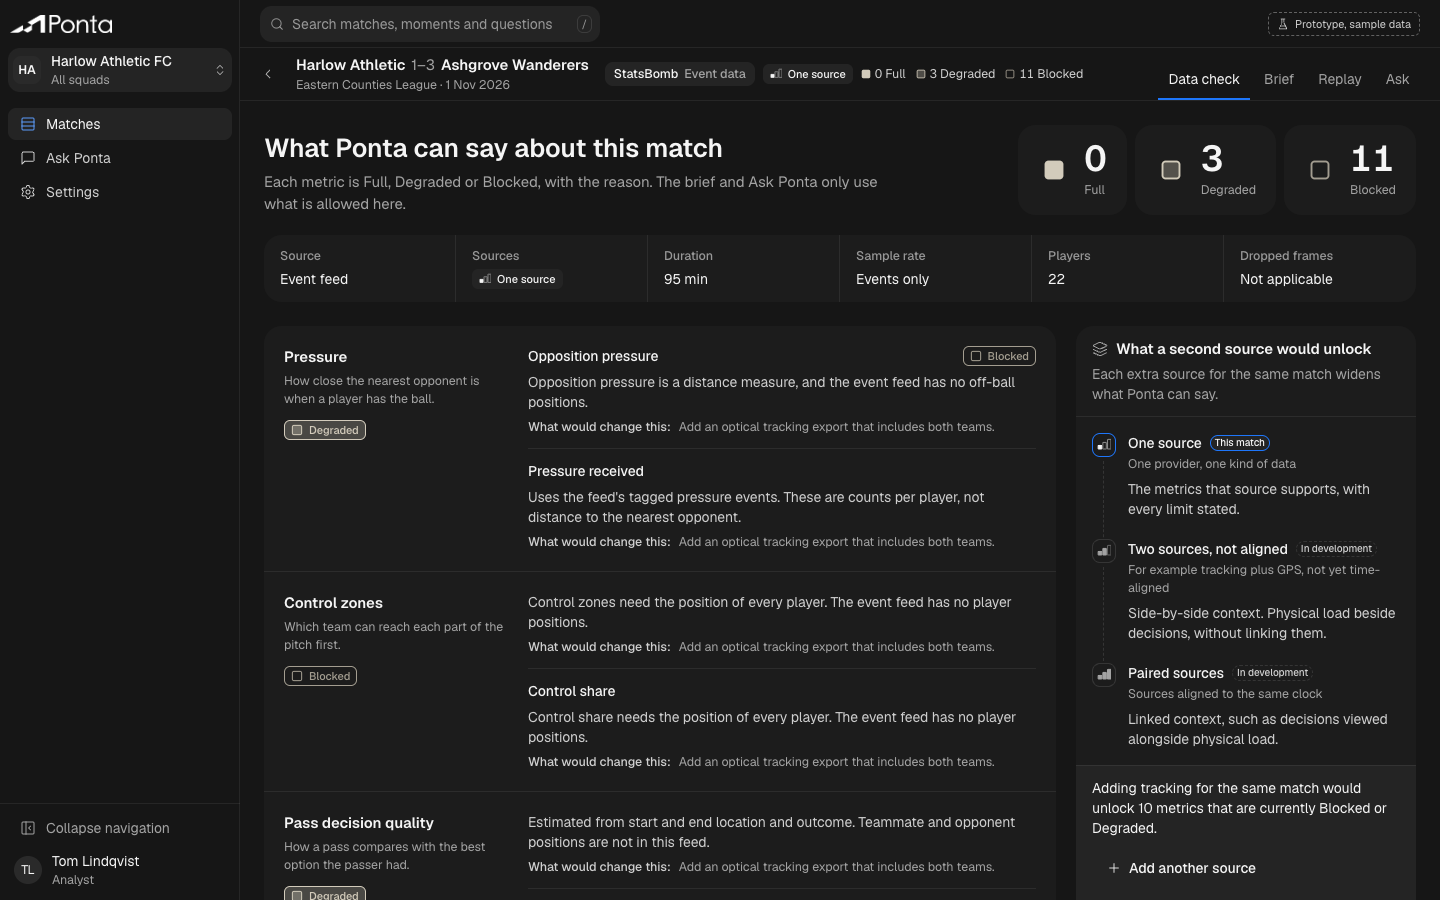 Ponta
HA
Harlow Athletic FC
All squads
Matches
Ask Ponta
Settings
Collapse navigation
TL
Tom Lindqvist
Analyst
Search matches, moments and questions
/
Prototype, sample data
Harlow Athletic 1–3 Ashgrove Wanderers
Eastern Counties League · 1 Nov 2026
StatsBomb Event data
One source
0 Full
3 Degraded
11 Blocked
Data check
Brief
Replay
Ask
What Ponta can say about this match
Each metric is Full, Degraded or Blocked, with the reason. The brief and Ask Ponta only use
what is allowed here.
0
Full
3
Degraded
11
Blocked
Source
Event feed
Sources
One source
Duration
95 min
Sample rate
Events only
Players
22
Dropped frames
Not applicable
Pressure
How close the nearest opponent is
when a player has the ball.
Degraded
Opposition pressure
Blocked
Opposition pressure is a distance measure, and the event feed has no off-ball
positions.
What would change this: Add an optical tracking export that includes both teams.
Pressure received
Uses the feed's tagged pressure events. These are counts per player, not
distance to the nearest opponent.
What would change this: Add an optical tracking export that includes both teams.
Control zones
Which team can reach each part of the
pitch first.
Blocked
Control zones need the position of every player. The event feed has no player
positions.
What would change this: Add an optical tracking export that includes both teams.
Control share
Control share needs the position of every player. The event feed has no player
positions.
What would change this: Add an optical tracking export that includes both teams.
Pass decision quality
How a pass compares with the best
option the passer had.
Degraded
Estimated from start and end location and outcome. Teammate and opponent
positions are not in this feed.
What would change this: Add an optical tracking export that includes both teams.
What a second source would unlock
Each extra source for the same match widens
what Ponta can say.
One source
This match
One provider, one kind of data
The metrics that source supports, with
every limit stated.
Two sources, not aligned
In development
For example tracking plus GPS, not yet time-
aligned
Side-by-side context. Physical load beside
decisions, without linking them.
Paired sources
In development
Sources aligned to the same clock
Linked context, such as decisions viewed
alongside physical load.
Adding tracking for the same match would
unlock 10 metrics that are currently Blocked or
Degraded.
Add another source